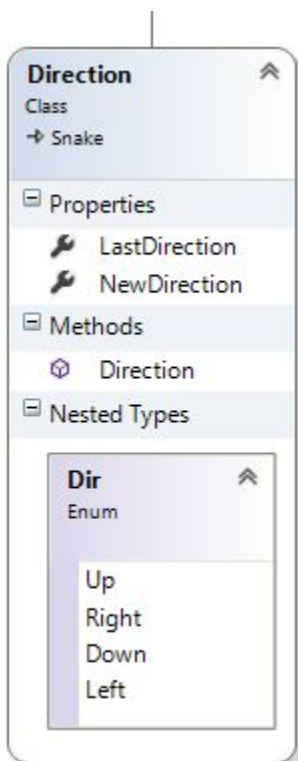 Direction
Class
Snake
Properties
LastDirection
NewDirection
Methods
Direction
Nested Types
Dir
Enum
Up
Right
Down
Left